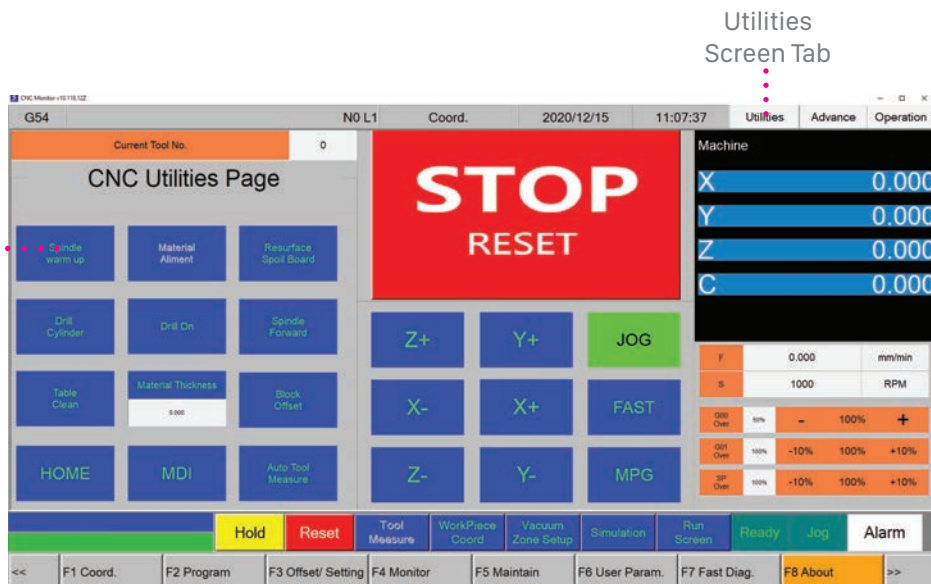 Utilities
Screen Tab
CNC Monitor v10.118.12Z
G54 N0 L1 Coord. 2020/12/15 11:07:37 Utilities Advance Operation
Current Tool No. 0
CNC Utilities Page
Spindle
warm up
Material
Aliment
Resurface
Spoil Board
Drill
Cylinder
Drill On
Spindle
Forward
Table
Clean
Material Thickness
0.000
Block
Offset
HOME
MDI
Auto Tool
Measure
STOP
RESET
Z+ Y+ JOG
X- X+ FAST
Z- Y- MPG
Machine
X 0.000
Y 0.000
Z 0.000
C 0.000
F 0.000 mm/min
S 1000 RPM
G00
Over
50% - 100% +
G01
Over
100% -10% 100% +10%
SP
Over
100% -10% 100% +10%
Hold
Reset
Tool
Measure
WorkPiece
Coord
Vacuum
Zone Setup
Simulation
Run
Screen
Ready
Jog
Alarm
<< F1 Coord. F2 Program F3 Offset/ Setting F4 Monitor F5 Maintain F6 User Param. F7 Fast Diag. F8 About >>